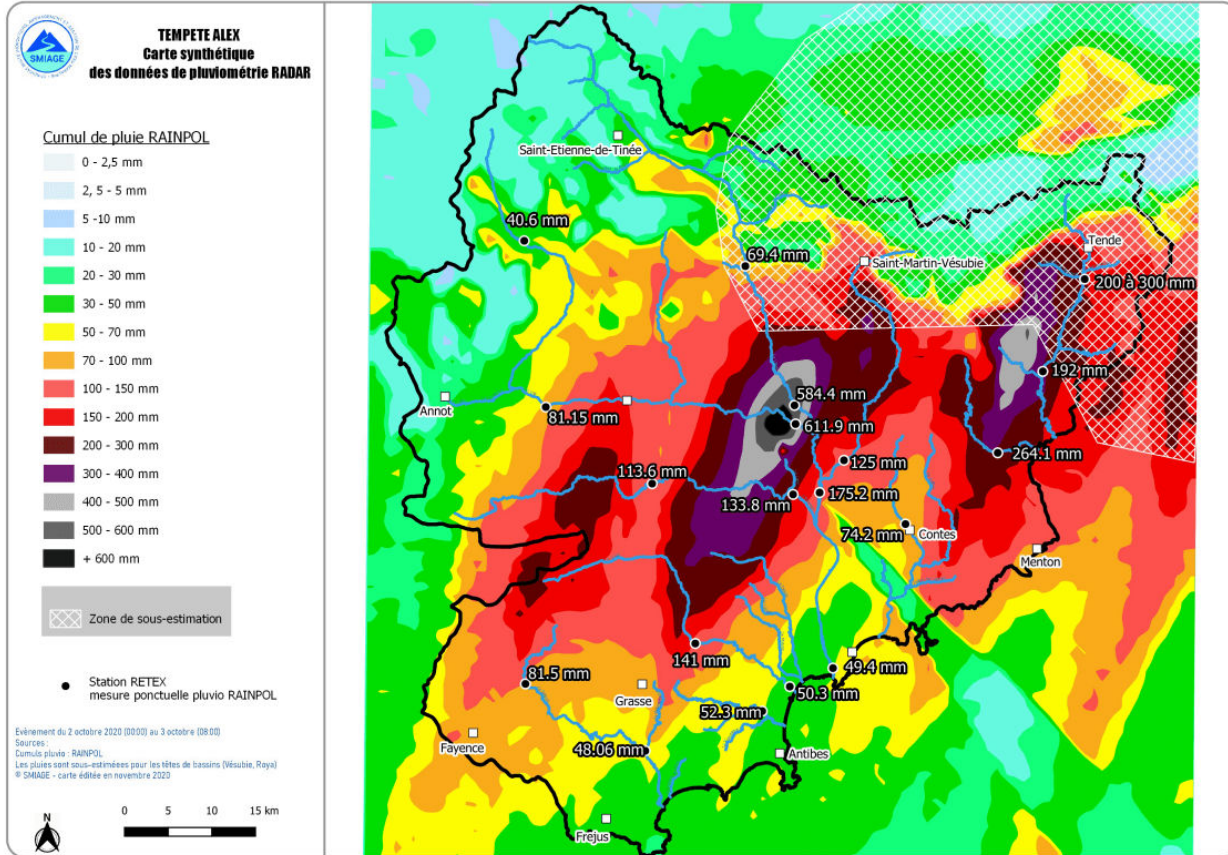 SMIAGE
TEMPETE ALEX
Carte synthétique
des données de pluviométrie RADAR
Cumul de pluie RAINPOL
0 - 2,5 mm
2, 5 - 5 mm
5 -10 mm
10 - 20 mm
20 - 30 mm
30 - 50 mm
50 - 70 mm
70 - 100 mm
100 - 150 mm
150 - 200 mm
200 - 300 mm
300 - 400 mm
400 - 500 mm
500 - 600 mm
+ 600 mm
Zone de sous-estimation
Station RETEX
mesure ponctuelle pluvio RAINPOL
Evènement du 2 octobre 2020 (00:00) au 3 octobre (08:00)
Sources :
Cumuls pluvio : RAINPOL
Les pluies sont sous-estimées pour les têtes de bassins (Vésubie, Roya)
© SMIAGE - carte éditée en novembre 2020
N
0 5 10 15 km
Saint-Etienne-de-Tinée
40.6 mm
69.4 mm
Saint-Martin-Vésubie
Tende
200 à 300 mm
192 mm
584.4 mm
Annot
81.15 mm
611.9 mm
264.1 mm
125 mm
113.6 mm
133.8 mm
175.2 mm
74.2 mm
Contes
Menton
141 mm
49.4 mm
81.5 mm
Grasse
50.3 mm
52.3 mm
Fayence
48.06 mm
Antibes
Fréjus